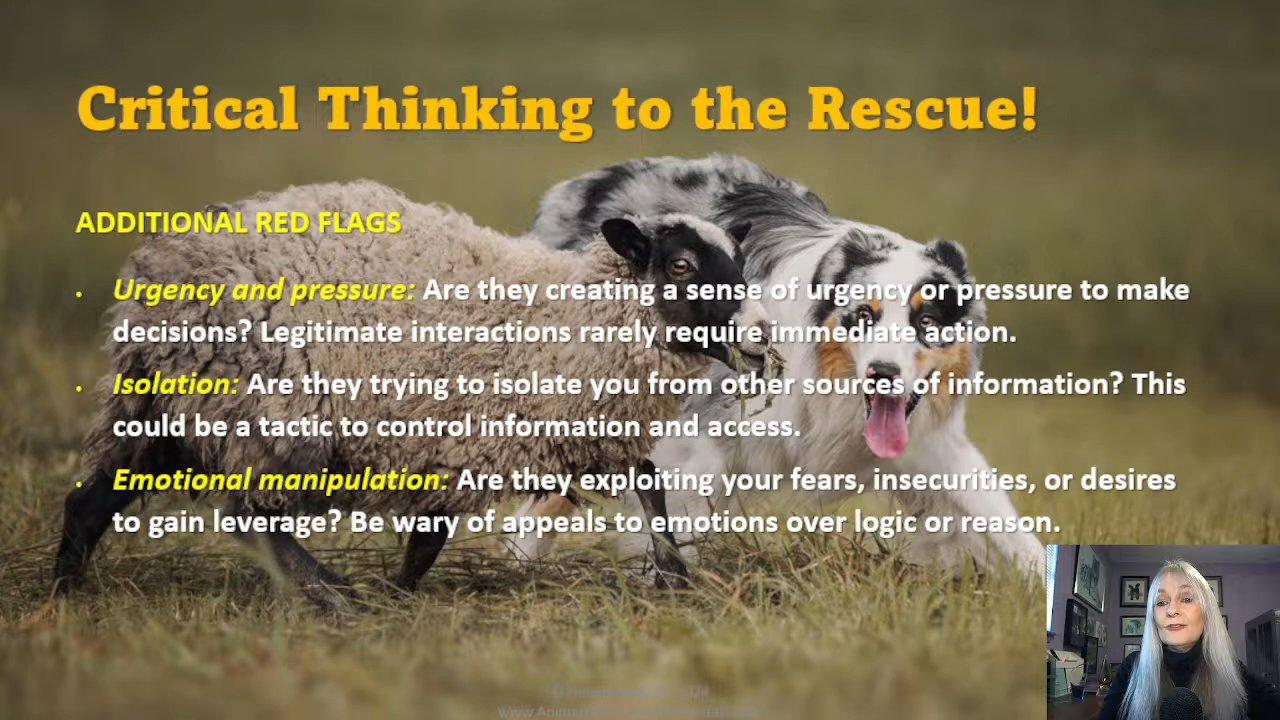 Critical Thinking to the Rescue!
ADDITIONAL RED FLAGS
• Urgency and pressure: Are they creating a sense of urgency or pressure to make
decisions? Legitimate interactions rarely require immediate action.
• Isolation: Are they trying to isolate you from other sources of information? This
could be a tactic to control information and access.
• Emotional manipulation: Are they exploiting your fears, insecurities, or desires
to gain leverage? Be wary of appeals to emotions over logic or reason.